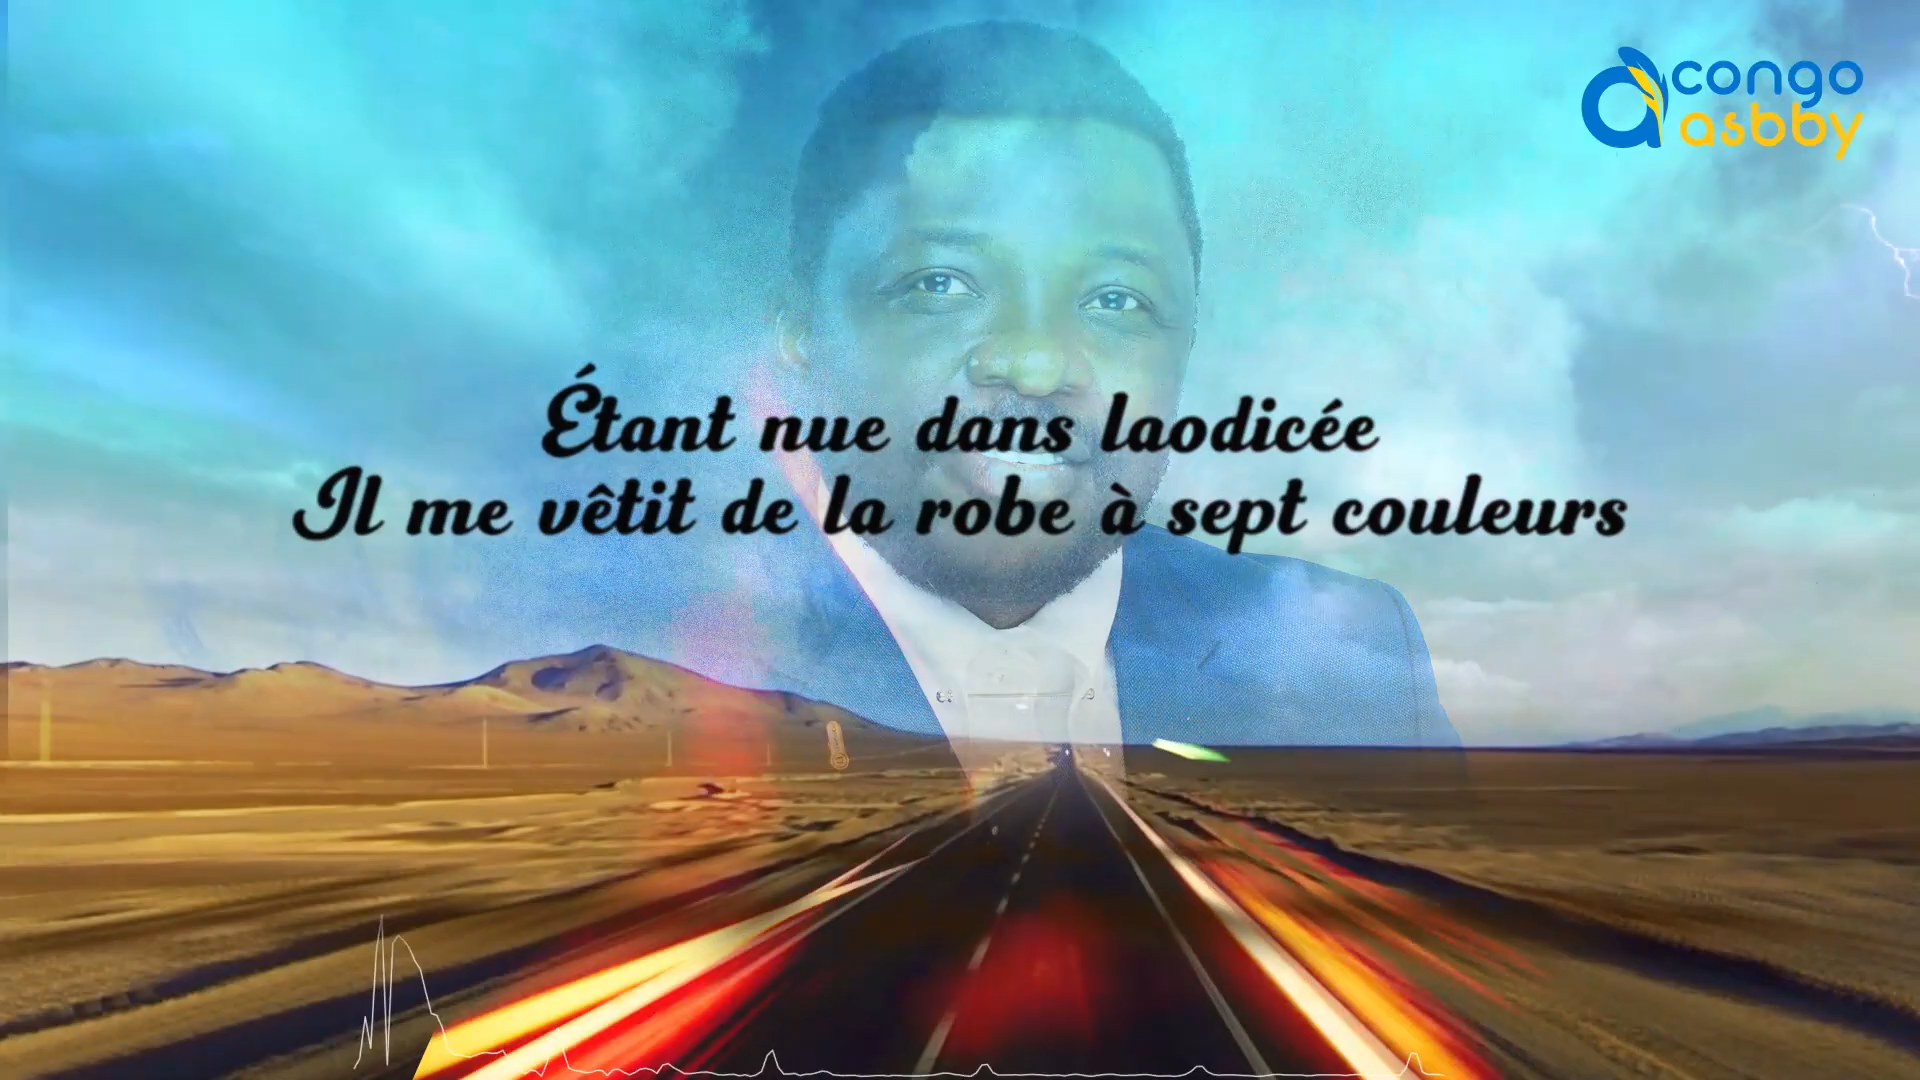 congo
asbby
Étant nue dans laodicée
Il me vêtit de la robe à sept couleurs